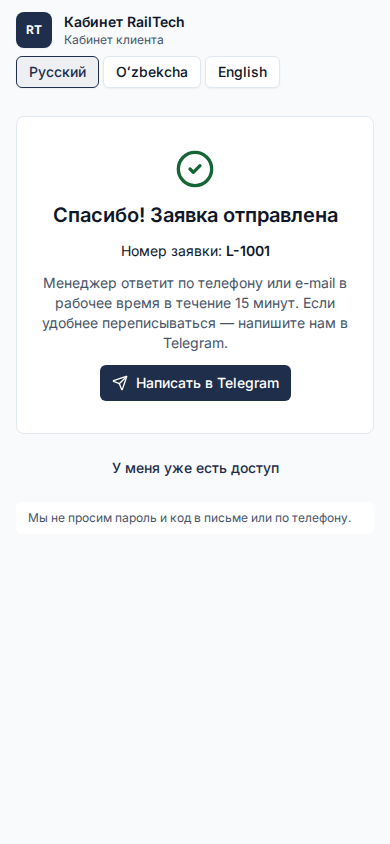 RT
Кабинет RailTech
Кабинет клиента
Русский
Oʻzbekcha
English
Спасибо! Заявка отправлена
Номер заявки: L-1001
Менеджер ответит по телефону или e-mail в
рабочее время в течение 15 минут. Если
удобнее переписываться — напишите нам в
Telegram.
Написать в Telegram
У меня уже есть доступ
Мы не просим пароль и код в письме или по телефону.